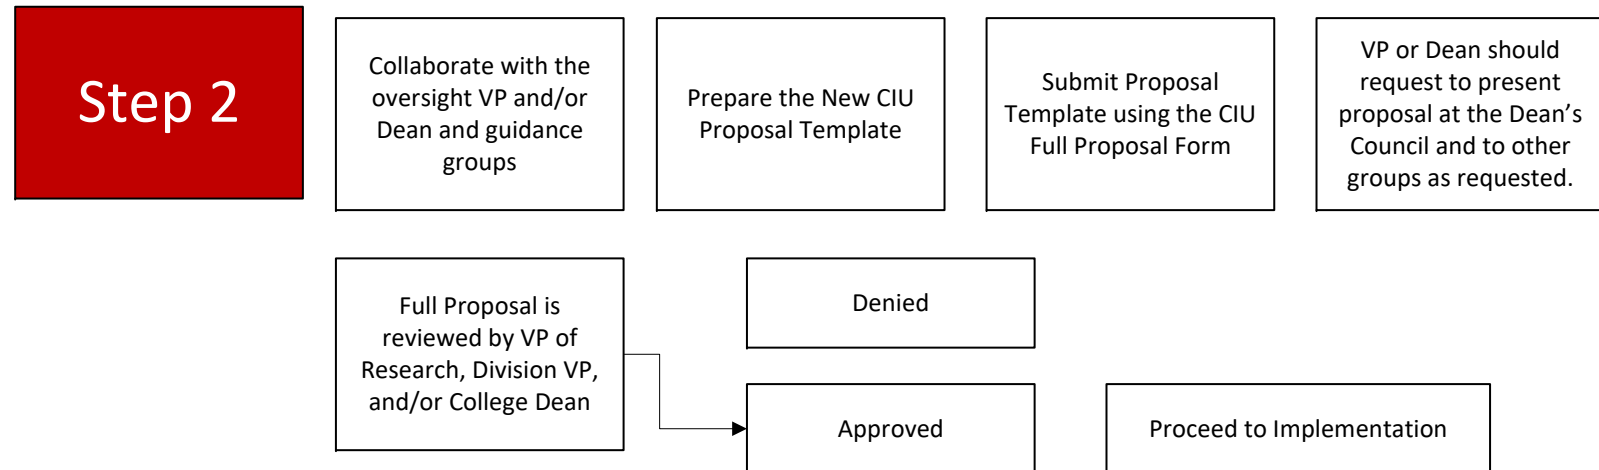 Step 2
Collaborate with the
oversight VP and/or
Dean and guidance
groups
Prepare the New CIU
Proposal Template
Submit Proposal
Template using the CIU
Full Proposal Form
VP or Dean should
request to present
proposal at the Dean’s
Council and to other
groups as requested.
Full Proposal is
reviewed by VP of
Research, Division VP,
and/or College Dean
Denied
Approved
Proceed to Implementation